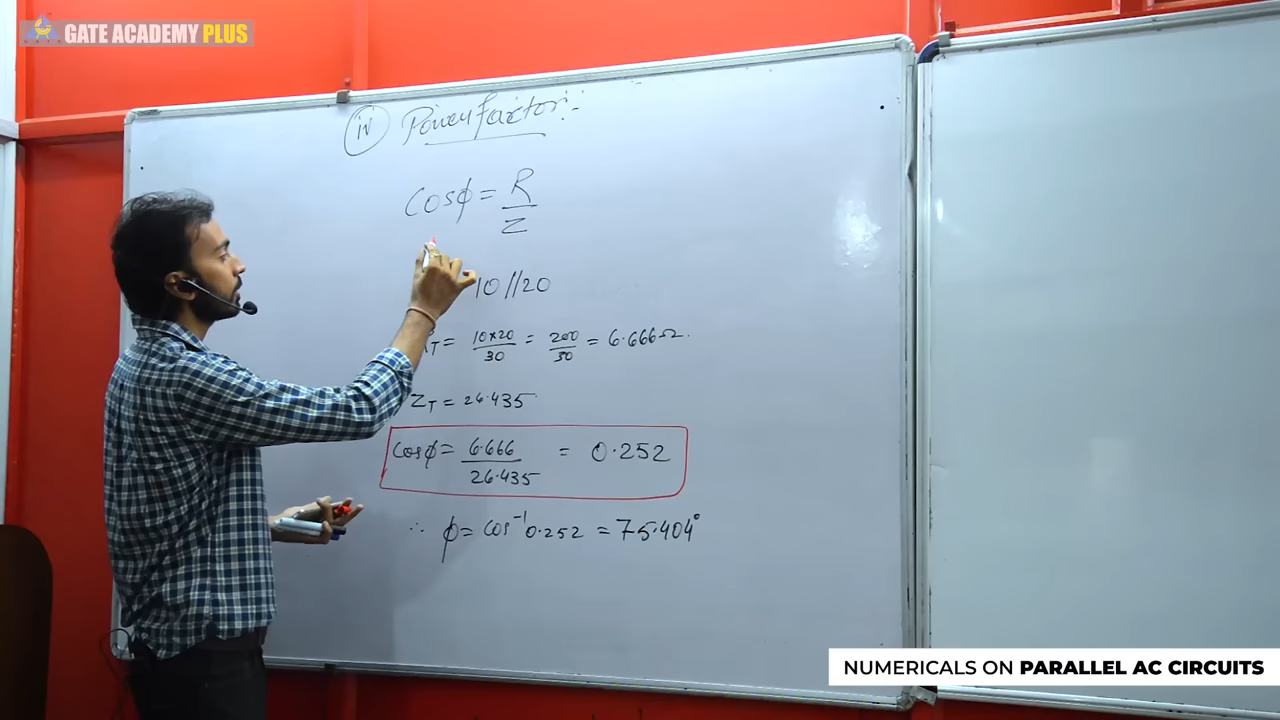 GATE ACADEMY PLUS
iv Power factor:-
cosφ = R/Z
10 // 20
T = 10×20/30 = 200/30 = 6.666Ω.
ZT = 26.435
cosφ = 6.666/26.435 = 0.252
∴ φ = cos⁻¹ 0.252 = 75.404°
NUMERICALS ON PARALLEL AC CIRCUITS